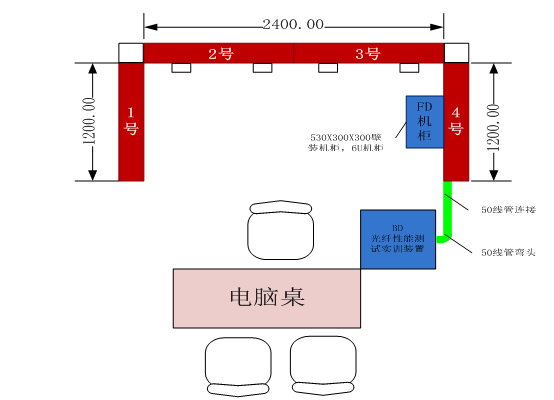 2400.00
2号
3号
1200.00
1号
FD机柜
4号
1200.00
530X300X300壁
装机柜，6U机柜
50线管连接
BD
光纤性能测
试实训装置
50线管弯头
电脑桌